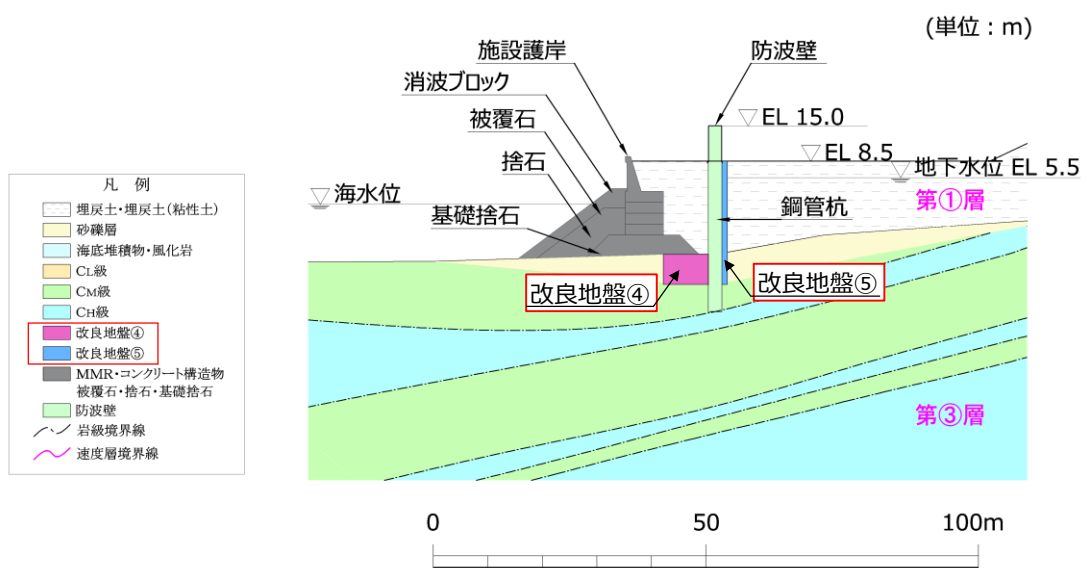 (単位：m)
施設護岸
防波壁
消波ブロック
EL 15.0
被覆石
EL 8.5
捨石
地下水位 EL 5.5
海水位
第①層
基礎捨石
鋼管杭
改良地盤④
改良地盤⑤
第③層
凡 例
埋戻土・埋戻土(粘性土)
砂礫層
海底堆積物・風化岩
CL級
CM級
CH級
改良地盤④
改良地盤⑤
MMR・コンクリート構造物
被覆石・捨石・基礎捨石
防波壁
岩級境界線
速度層境界線
0 50 100m